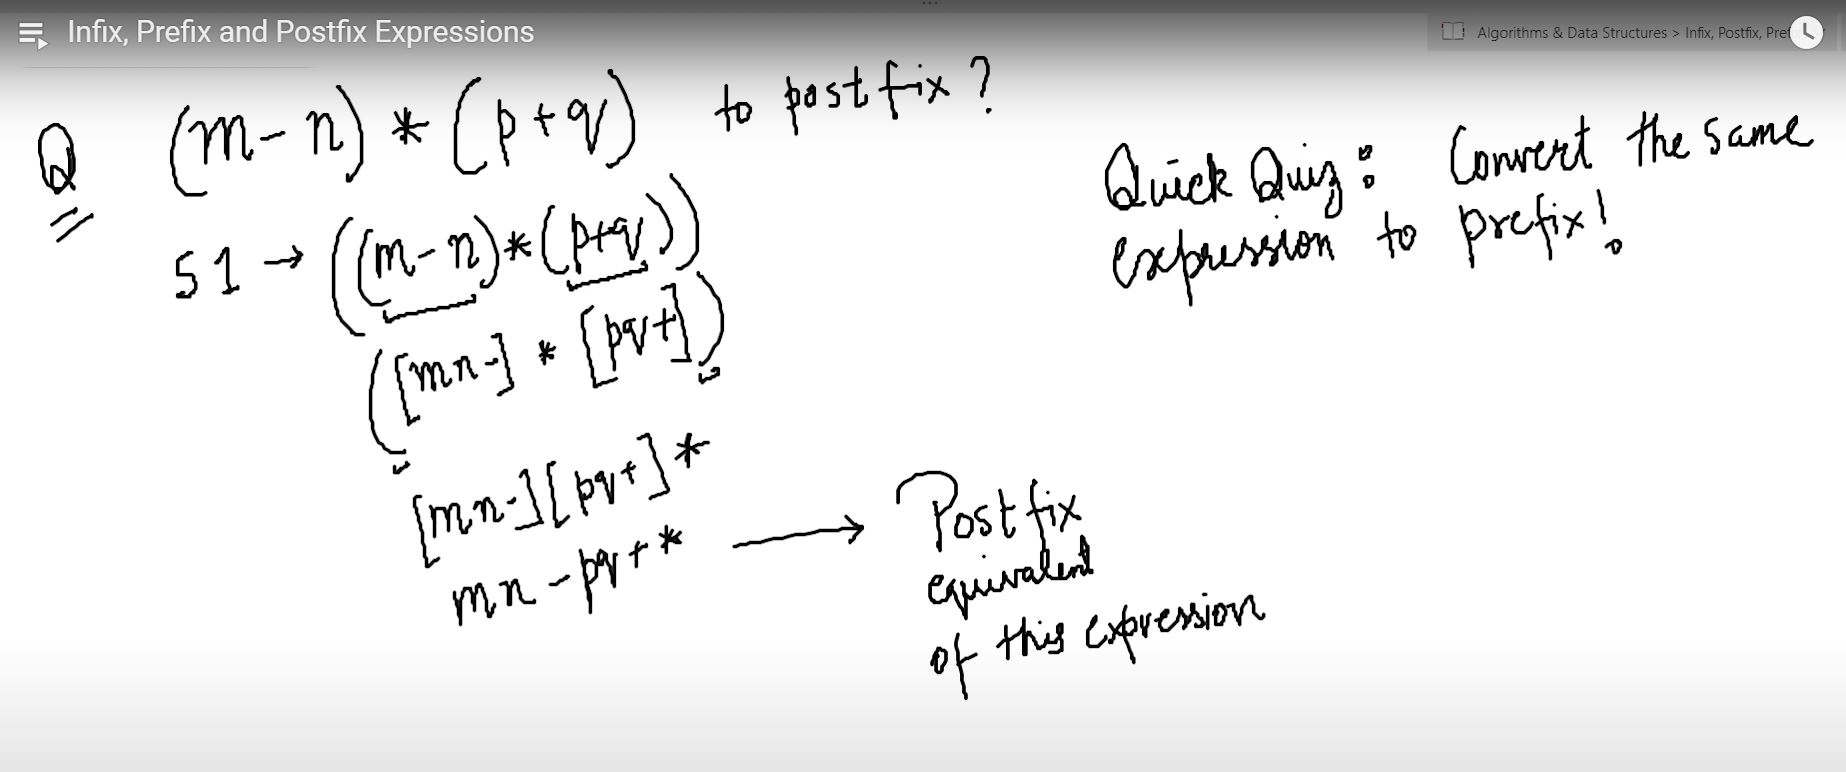 Infix, Prefix and Postfix Expressions
Algorithms & Data Structures > Infix, Postfix, Pref
Q (m-n) * (p+q) to postfix?
S1 → ((m-n)*(p+q))
([mn-] * [pq+])
[mn-][pq+]*
mn-pq+* → Postfix
equivalent
of this expression
Quick Quiz: Convert the same
expression to prefix!